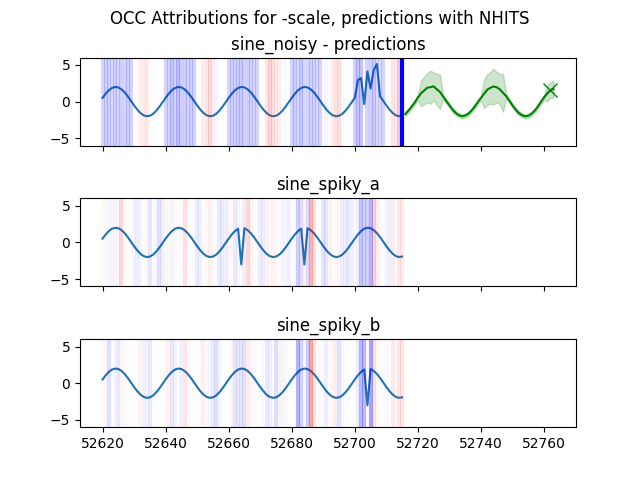 OCC Attributions for -scale, predictions with NHITS
sine_noisy - predictions
5
0
−5
sine_spiky_a
5
0
−5
sine_spiky_b
5
0
−5
52620 52640 52660 52680 52700 52720 52740 52760